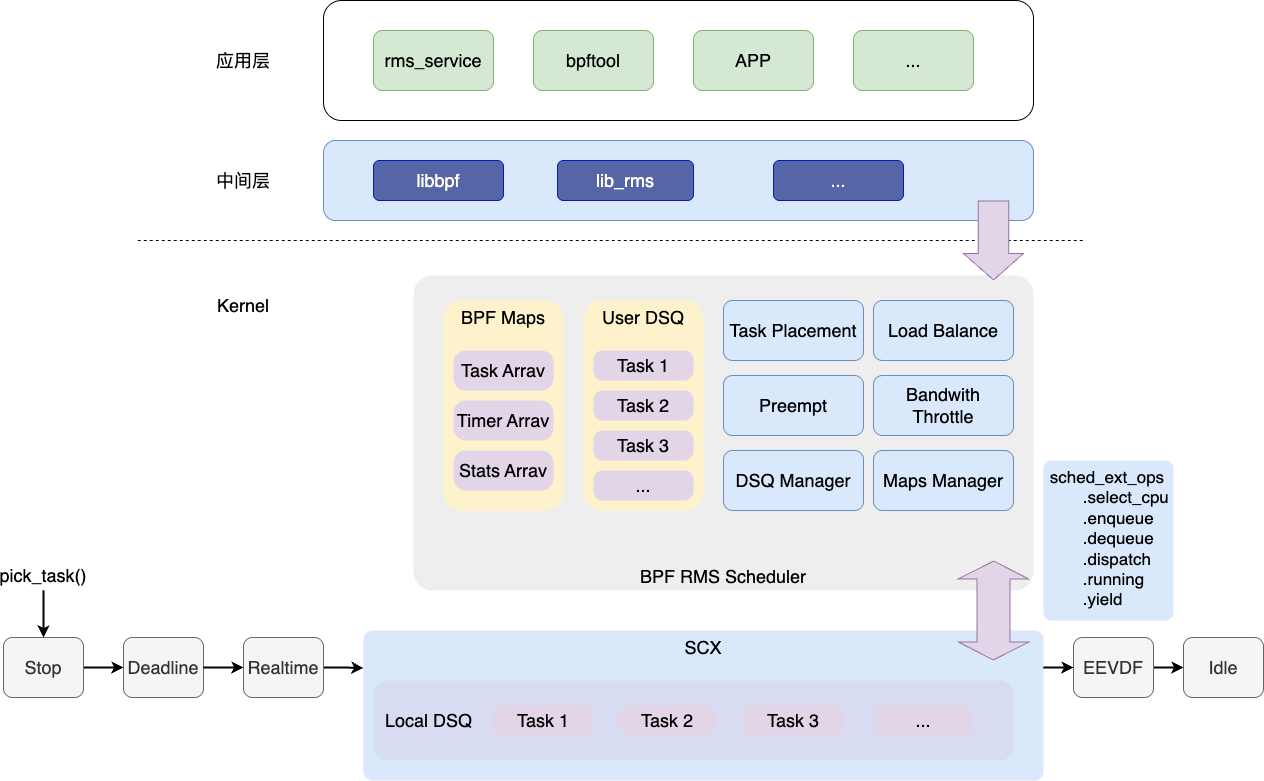 应用层
rms_service
bpftool
APP
...
中间层
libbpf
lib_rms
...
Kernel
BPF Maps
Task Arrav
Timer Arrav
Stats Arrav
User DSQ
Task 1
Task 2
Task 3
...
Task Placement
Load Balance
Preempt
Bandwith
Throttle
DSQ Manager
Maps Manager
BPF RMS Scheduler
sched_ext_ops
.select_cpu
.enqueue
.dequeue
.dispatch
.running
.yield
pick_task()
Stop
Deadline
Realtime
SCX
Local DSQ
Task 1
Task 2
Task 3
...
EEVDF
Idle